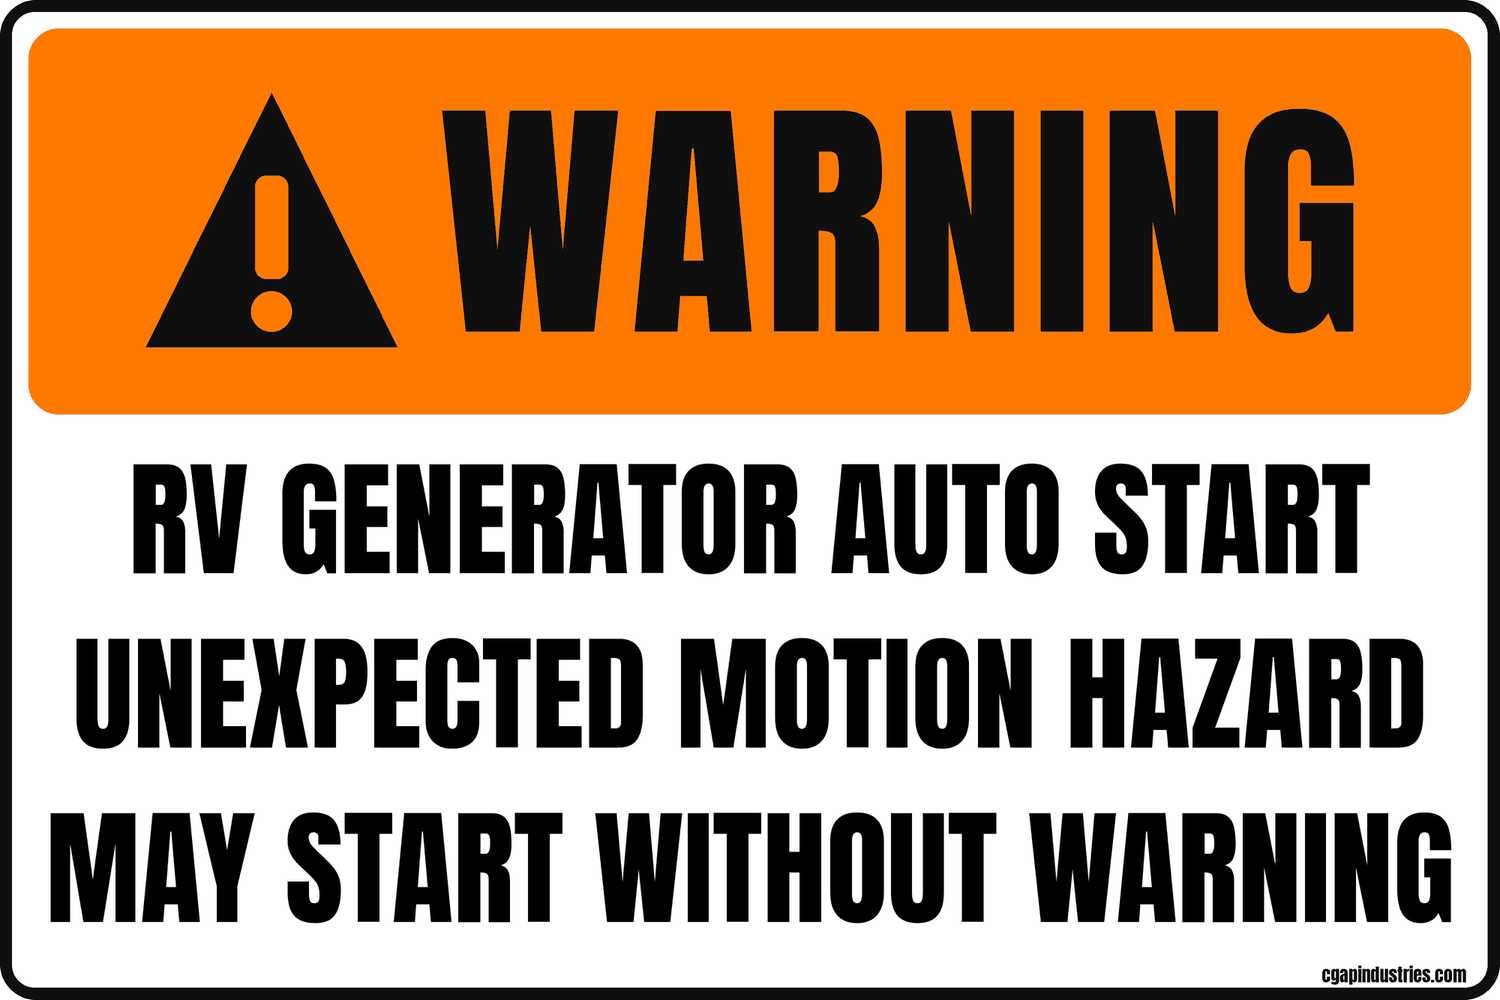 WARNING
RV GENERATOR AUTO START
UNEXPECTED MOTION HAZARD
MAY START WITHOUT WARNING
cgapindustries.com